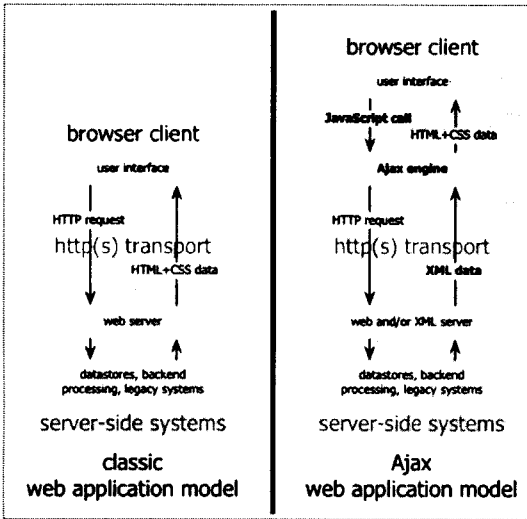 browser client
user interface
HTTP request
http(s) transport
HTML+CSS data
web server
datastores, backend
processing, legacy systems
server-side systems
classic
web application model
browser client
user interface
JavaScript call
HTML+CSS data
Ajax engine
HTTP request
http(s) transport
XML data
web and/or XML server
datastores, backend
processing, legacy systems
server-side systems
Ajax
web application model